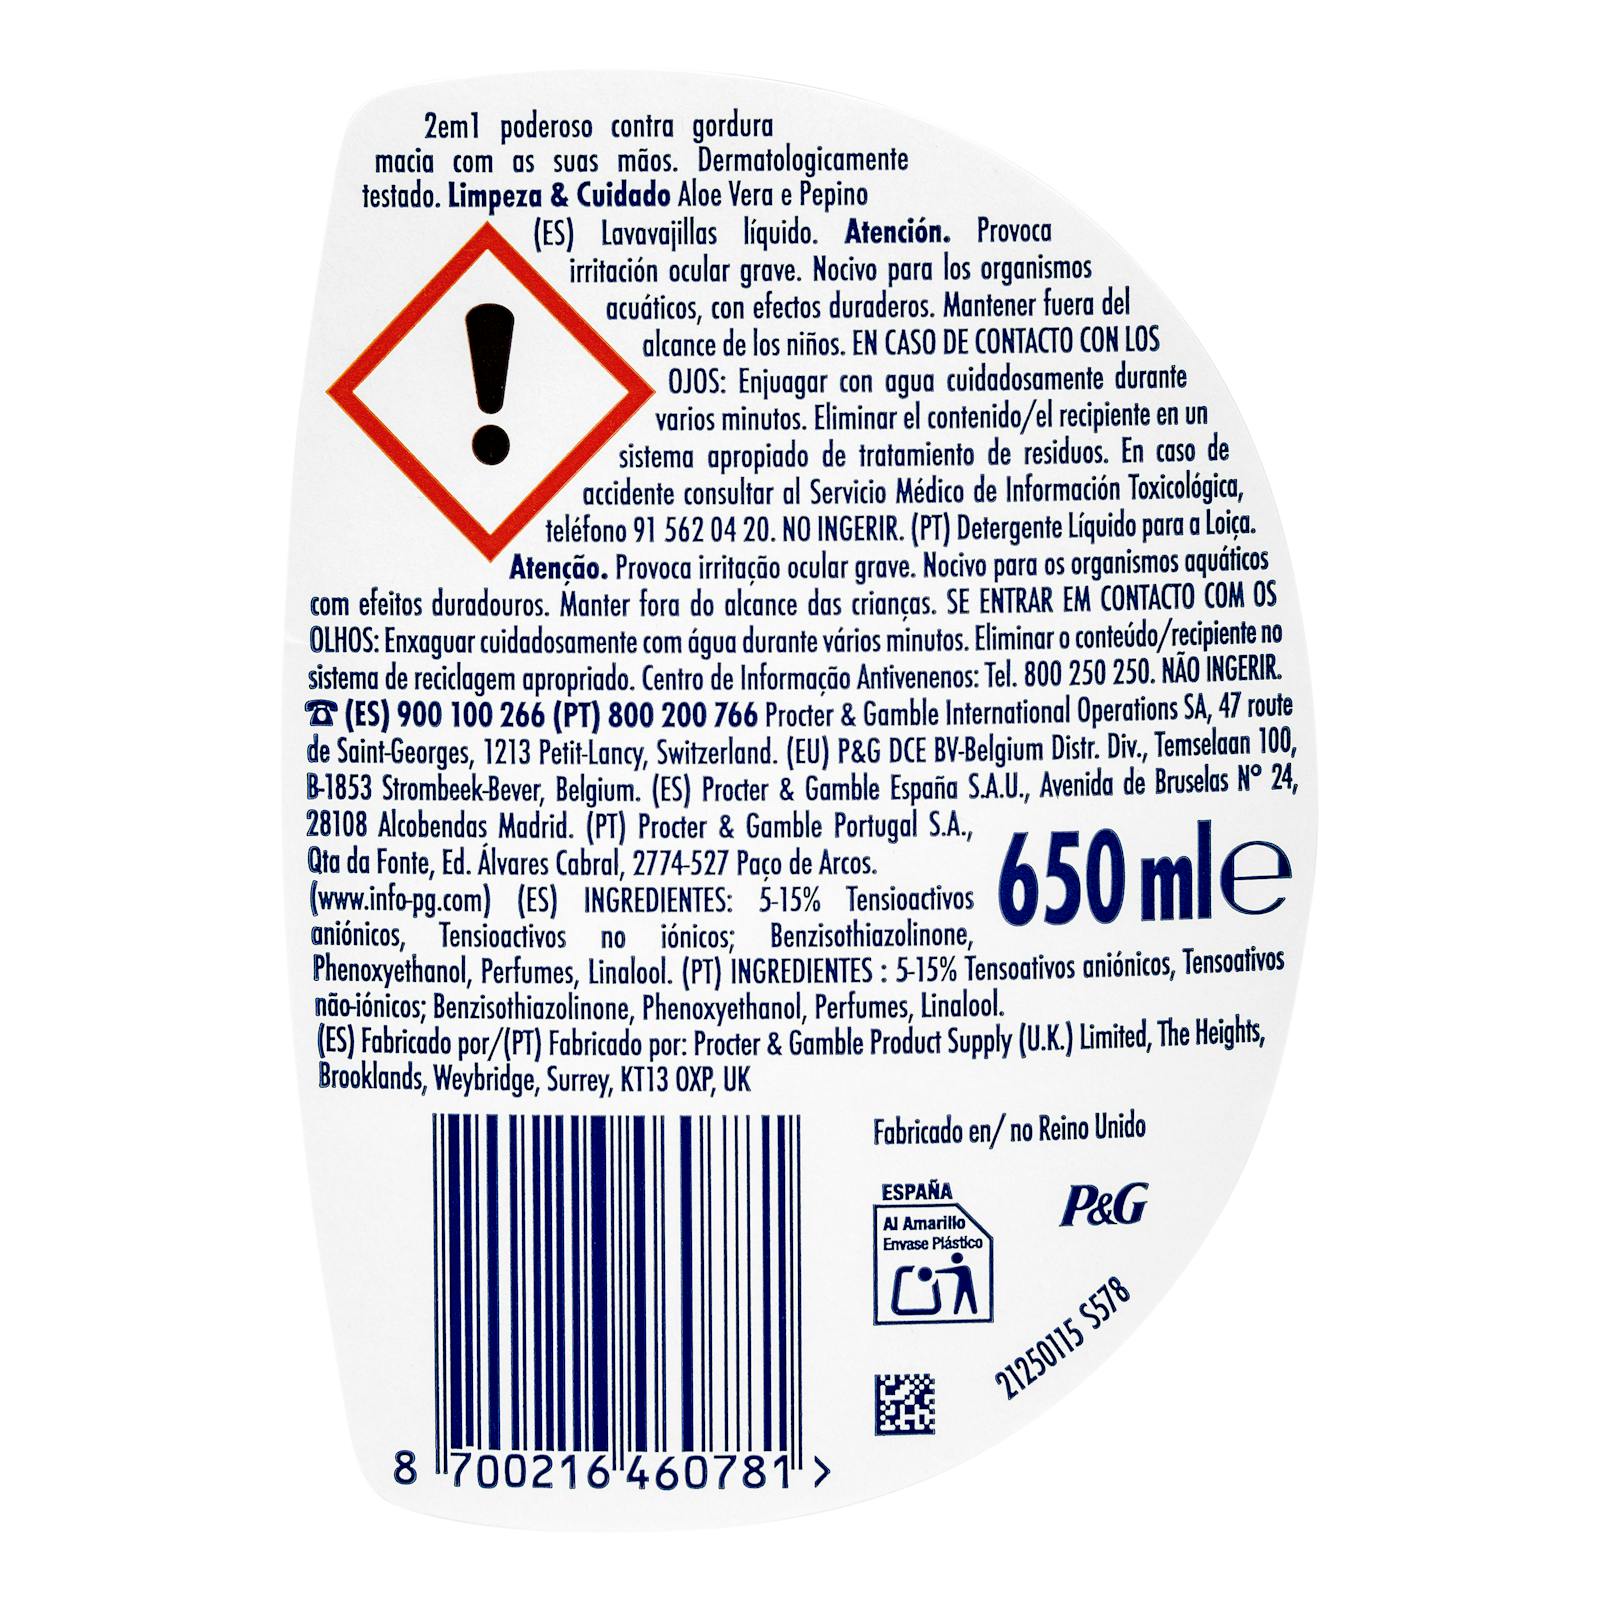 2em1 poderoso contra gordura
macia com as suas mãos. Dermatologicamente
testado. Limpeza & Cuidado Aloe Vera e Pepino
(ES) Lavavajillas líquido. Atención. Provoca
irritación ocular grave. Nocivo para los organismos
acuáticos, con efectos duraderos. Mantener fuera del
alcance de los niños. EN CASO DE CONTACTO CON LOS
OJOS: Enjuagar con agua cuidadosamente durante
varios minutos. Eliminar el contenido/el recipiente en un
sistema apropiado de tratamiento de residuos. En caso de
accidente consultar al Servicio Médico de Información Toxicológica,
teléfono 91 562 04 20. NO INGERIR. (PT) Detergente Líquido para a Loiça.
Atenção. Provoca irritação ocular grave. Nocivo para os organismos aquáticos
com efeitos duradouros. Manter fora do alcance das crianças. SE ENTRAR EM CONTACTO COM OS
OLHOS: Enxaguar cuidadosamente com água durante vários minutos. Eliminar o conteúdo/recipiente no
sistema de reciclagem apropriado. Centro de Informação Antivenenos: Tel. 800 250 250. NÃO INGERIR.
☎ (ES) 900 100 266 (PT) 800 200 766 Procter & Gamble International Operations SA, 47 route
de Saint-Georges, 1213 Petit-Lancy, Switzerland. (EU) P&G DCE BV-Belgium Distr. Div., Temselaan 100,
B-1853 Strombeek-Bever, Belgium. (ES) Procter & Gamble España S.A.U., Avenida de Bruselas Nº 24,
28108 Alcobendas Madrid. (PT) Procter & Gamble Portugal S.A.,
Qta da Fonte, Ed. Álvares Cabral, 2774-527 Paço de Arcos.
650 ml e
(www.info-pg.com) (ES) INGREDIENTES: 5-15% Tensioactivos
aniónicos, Tensioactivos no iónicos; Benzisothiazolinone,
Phenoxyethanol, Perfumes, Linalool. (PT) INGREDIENTES : 5-15% Tensoativos aniónicos, Tensoativos
não-iónicos; Benzisothiazolinone, Phenoxyethanol, Perfumes, Linalool.
(ES) Fabricado por/(PT) Fabricado por: Procter & Gamble Product Supply (U.K.) Limited, The Heights,
Brooklands, Weybridge, Surrey, KT13 0XP, UK
Fabricado en/ no Reino Unido
ESPAÑA
Al Amarillo
Envase Plástico
P&G
21250115 S578
8 700216 460781 >